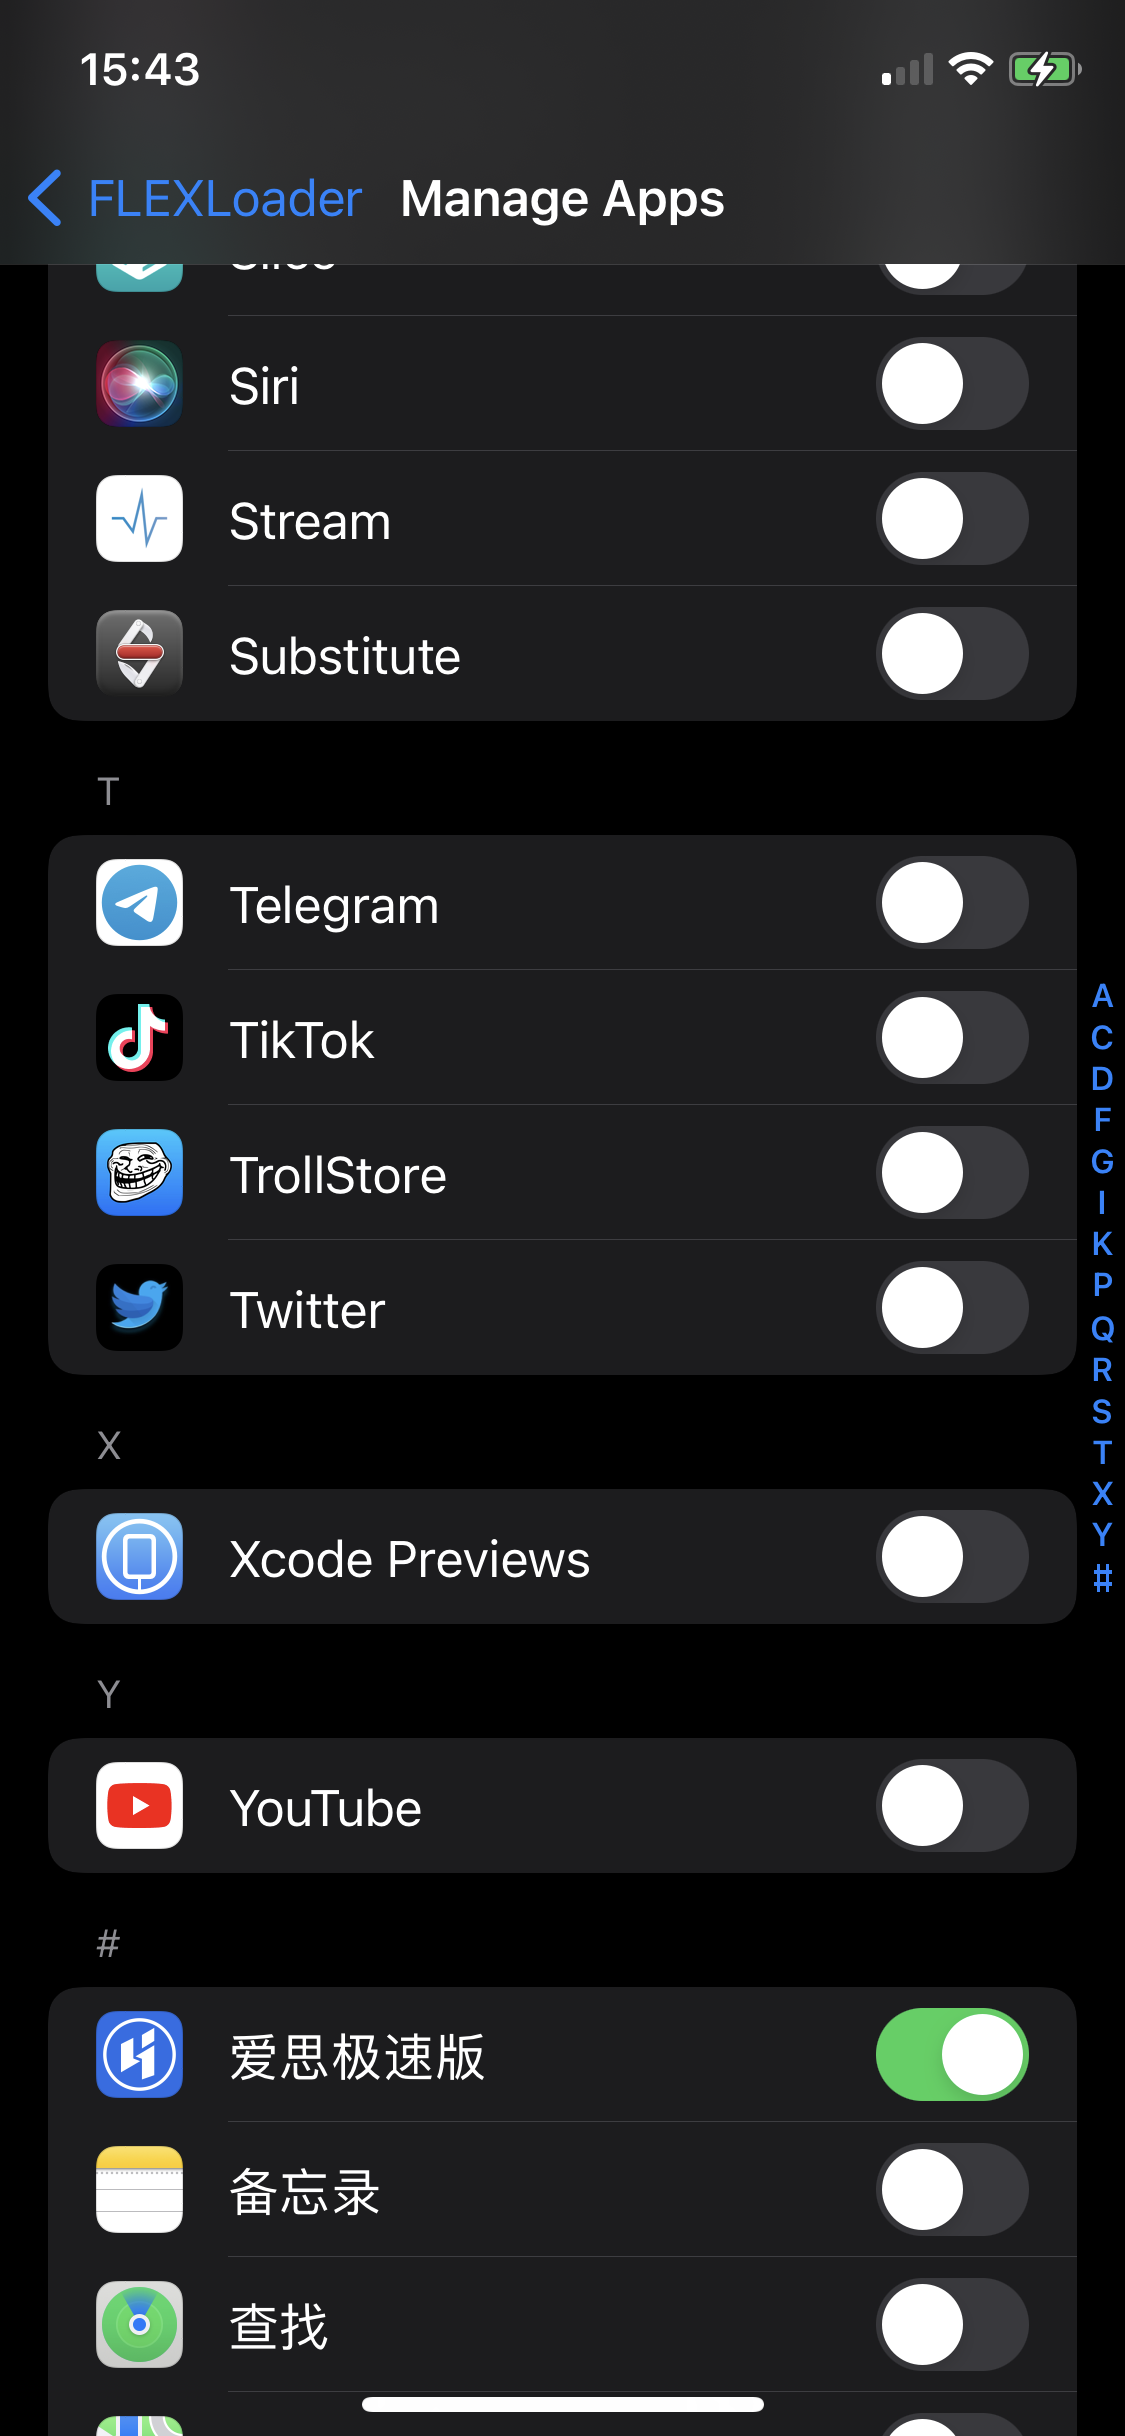 15:43
FLEXLoader Manage Apps
Siri
Stream
Substitute
T
Telegram
TikTok
TrollStore
Twitter
X
Xcode Previews
Y
YouTube
#
爱思极速版
备忘录
查找
A
C
D
F
G
I
K
P
Q
R
S
T
X
Y
#